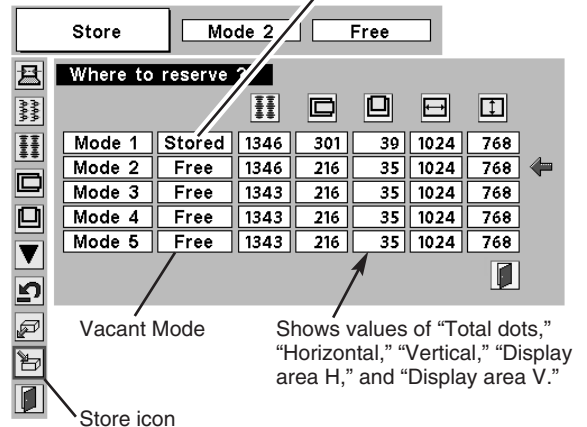 Store Mode 2 Free
Where to reserve ?
Mode 1 Stored 1346 301 39 1024 768
Mode 2 Free 1346 216 35 1024 768
Mode 3 Free 1343 216 35 1024 768
Mode 4 Free 1343 216 35 1024 768
Mode 5 Free 1343 216 35 1024 768
Vacant Mode
Shows values of “Total dots,”
“Horizontal,” “Vertical,” “Display
area H,” and “Display area V.”
Store icon